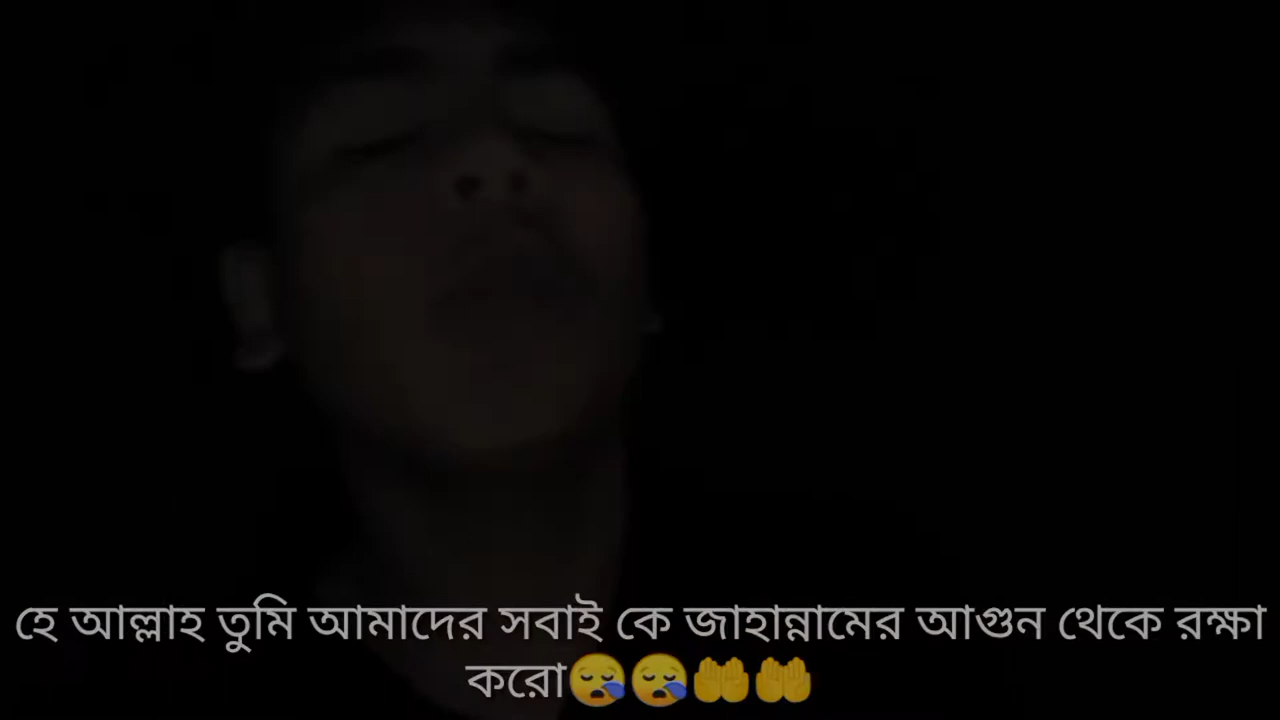 হে আল্লাহ তুমি আমাদের সবাই কে জাহান্নামের আগুন থেকে রক্ষা
করো😪😪🤲🤲